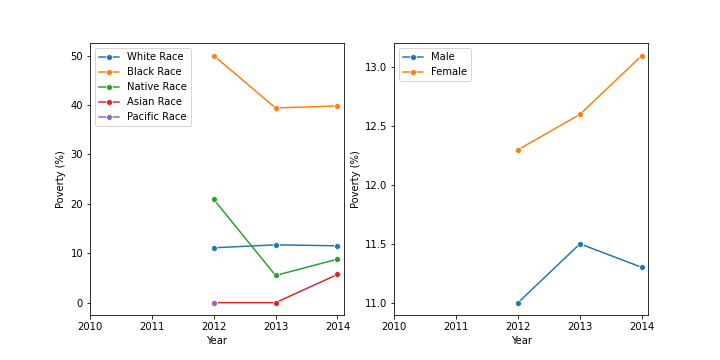 White Race
Black Race
Native Race
Asian Race
Pacific Race
50
40
30
20
10
0
Poverty (%)
2010 2011 2012 2013 2014
Year
Male
Female
13.0
12.5
12.0
11.5
11.0
Poverty (%)
2010 2011 2012 2013 2014
Year